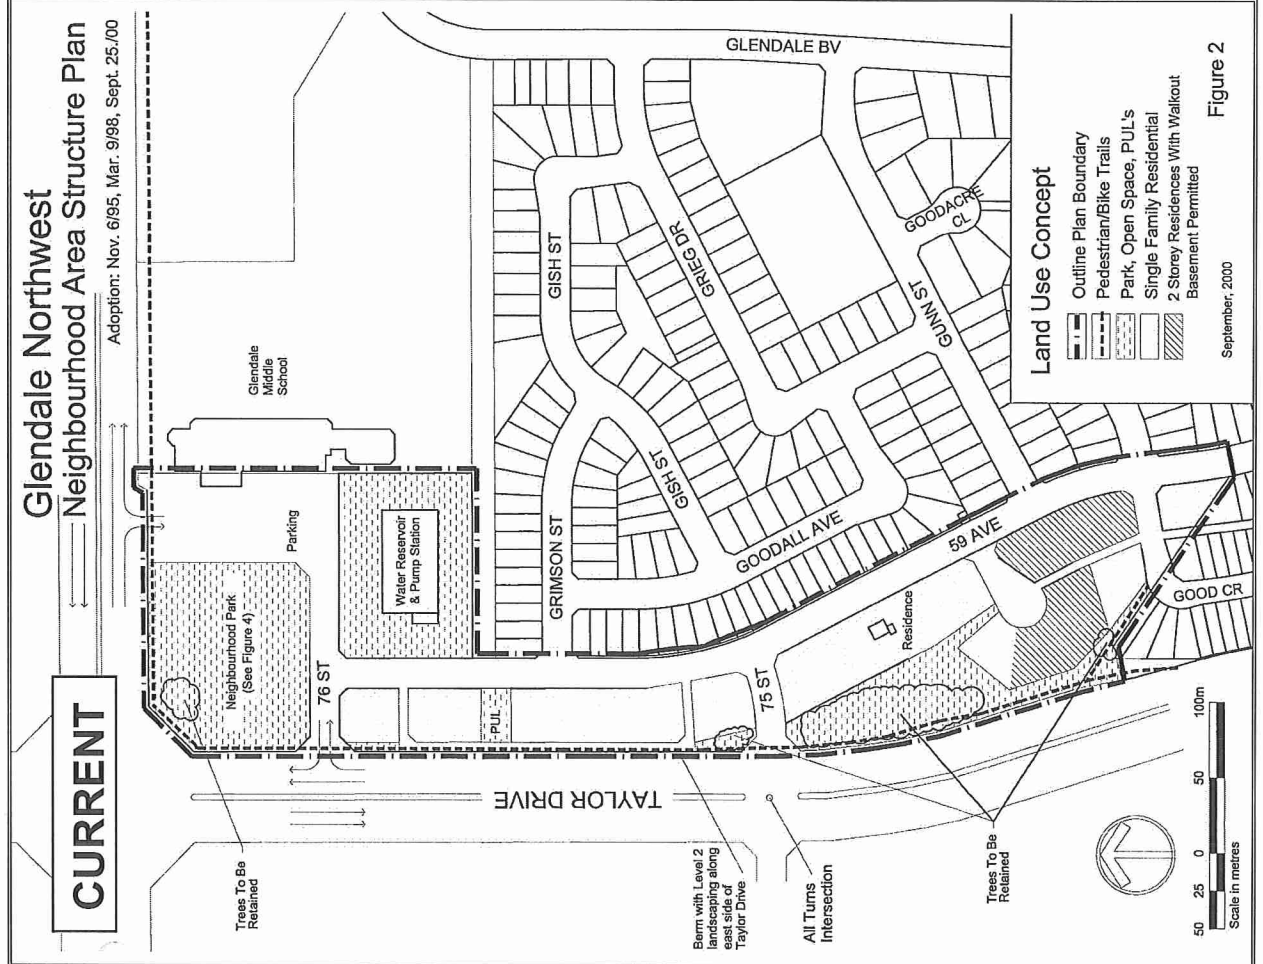 CURRENT
Glendale Northwest
Neighbourhood Area Structure Plan
Adoption: Nov. 6/95, Mar. 9/98, Sept. 25./00
Glendale
Middle
School
Parking
Neighbourhood Park
(See Figure 4)
Water Reservoir
& Pump Station
Trees To Be
Retained
76 ST
PUL
TAYLOR DRIVE
Berm with Level 2
landscaping along
east side of
Taylor Drive
All Turns
Intersection
75 ST
GRIMSON ST
GISH ST
GISH ST
GOODALL AVE
GRIEG DR
GLENDALE BV
GUNN ST
GOODACRE
CL
59 AVE
Residence
GOOD CR
Trees To Be
Retained
50
25
0
50
100m
Scale in metres
Land Use Concept
Outline Plan Boundary
Pedestrian/Bike Trails
Park, Open Space, PUL's
Single Family Residential
2 Storey Residences With Walkout
Basement Permitted
September, 2000
Figure 2